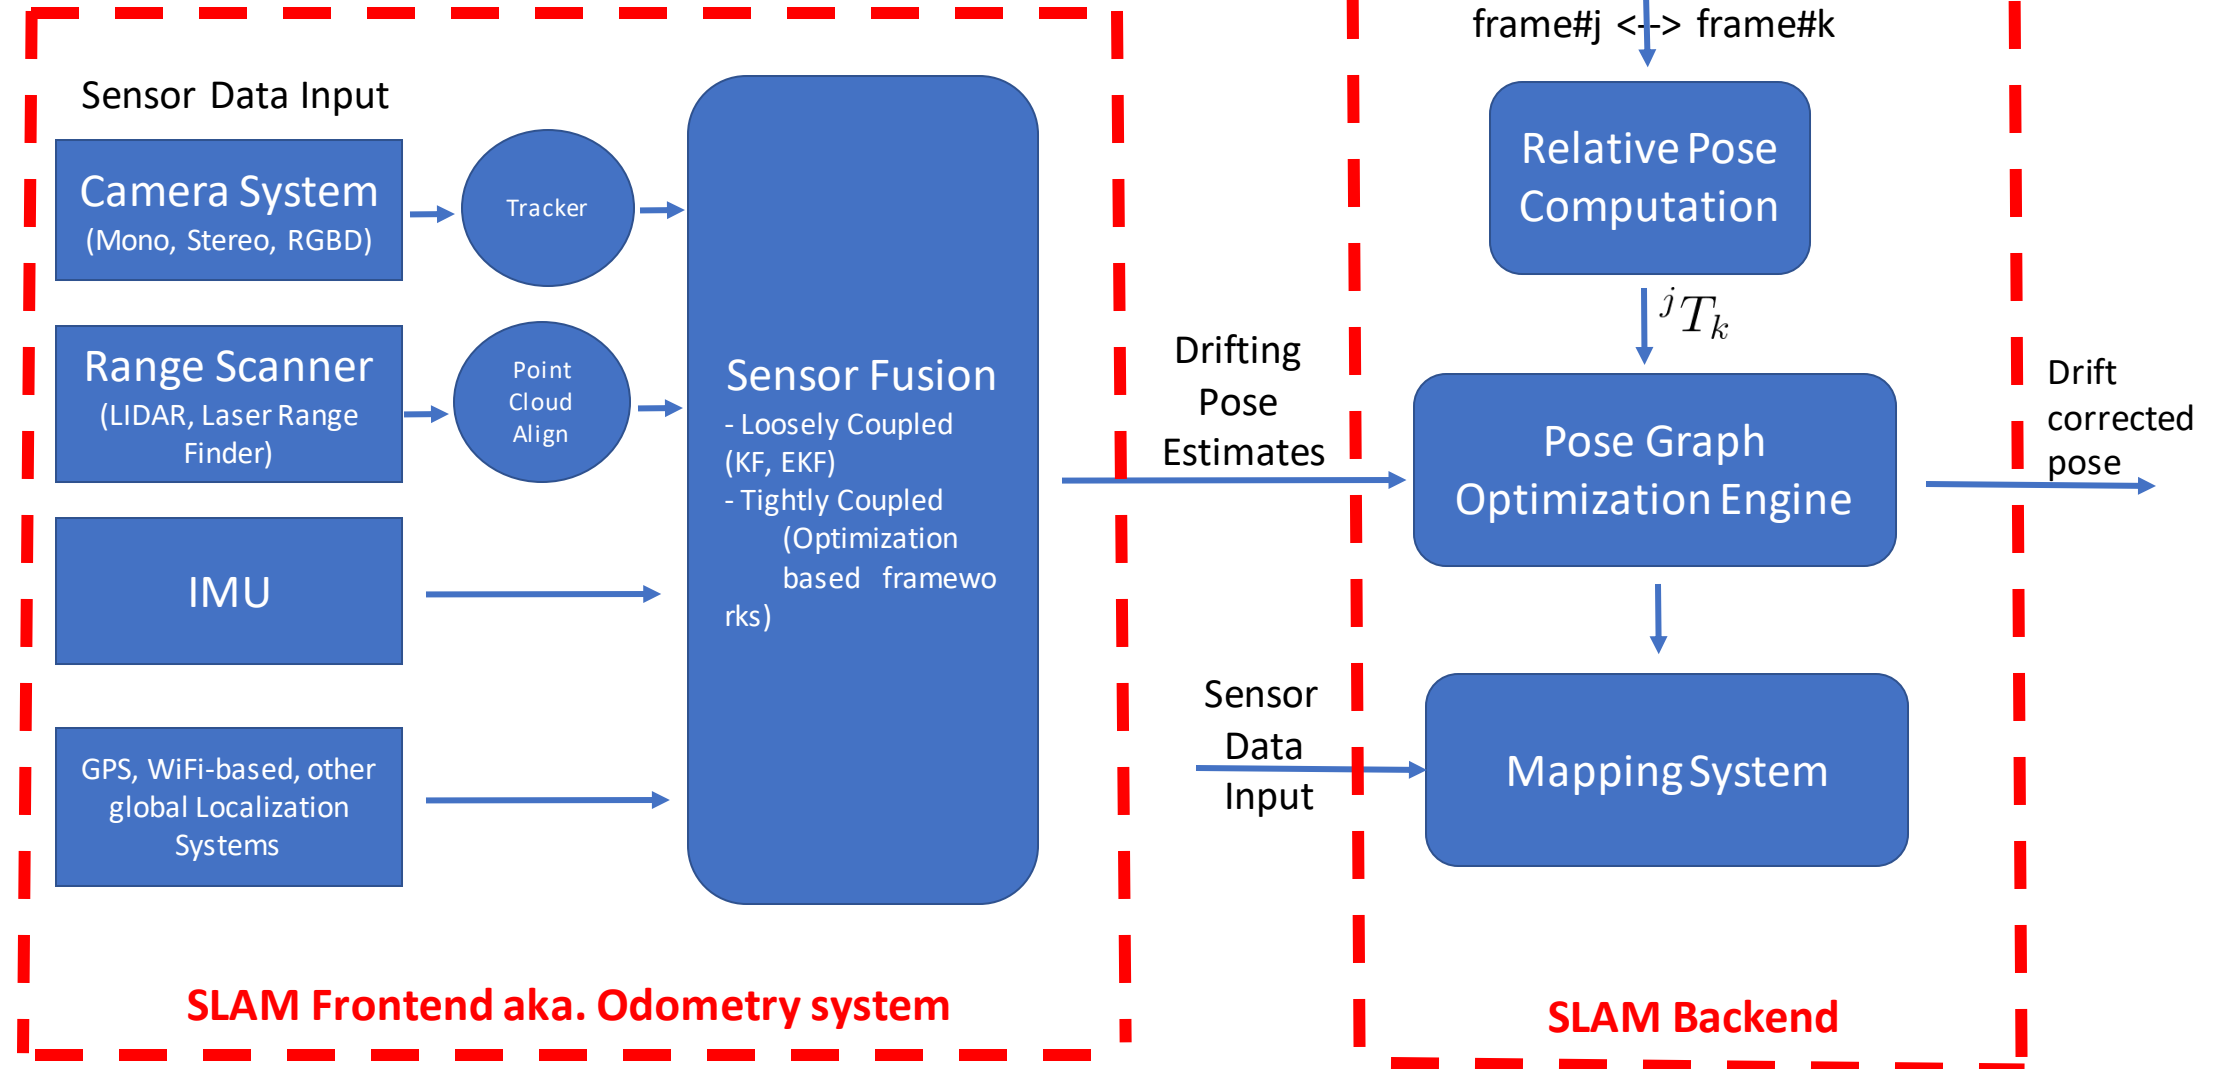 Sensor Data Input
Camera System
(Mono, Stereo, RGBD)
Tracker
Range Scanner
(LIDAR, Laser Range
Finder)
Point
Cloud
Align
IMU
GPS, WiFi-based, other
global Localization
Systems
Sensor Fusion
- Loosely Coupled
(KF, EKF)
- Tightly Coupled
(Optimization
based framewo
rks)
SLAM Frontend aka. Odometry system
Drifting
Pose
Estimates
Sensor
Data
Input
frame#j <--> frame#k
Relative Pose
Computation
jTk
Pose Graph
Optimization Engine
Mapping System
SLAM Backend
Drift
corrected
pose